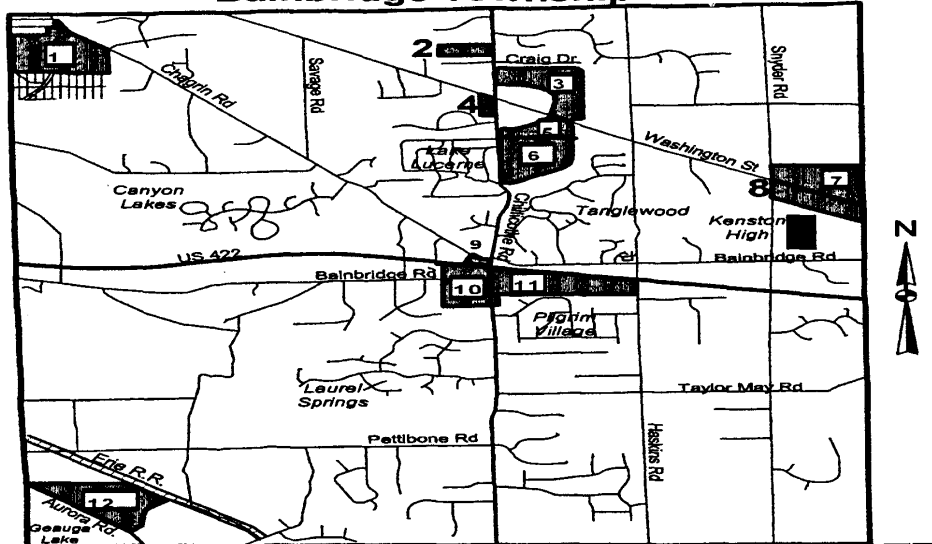 Bainbridge Township
1
2
Craig Dr.
3
Chagrin Rd
Savage Rd
Snyder Rd
4
5
6
Lake
Lucerne
Washington St
7
8
Canyon
Lakes
Chillicothe Rd
Tanglewood
Kenston
High
N
9
US 422
Bainbridge Rd
Bainbridge Rd
10
11
Pilgrim
Village
Laurel
Springs
Taylor May Rd
Pettibone Rd
Haskins Rd
Erie R.R.
12
Aurora Rd.
Geauga
Lake